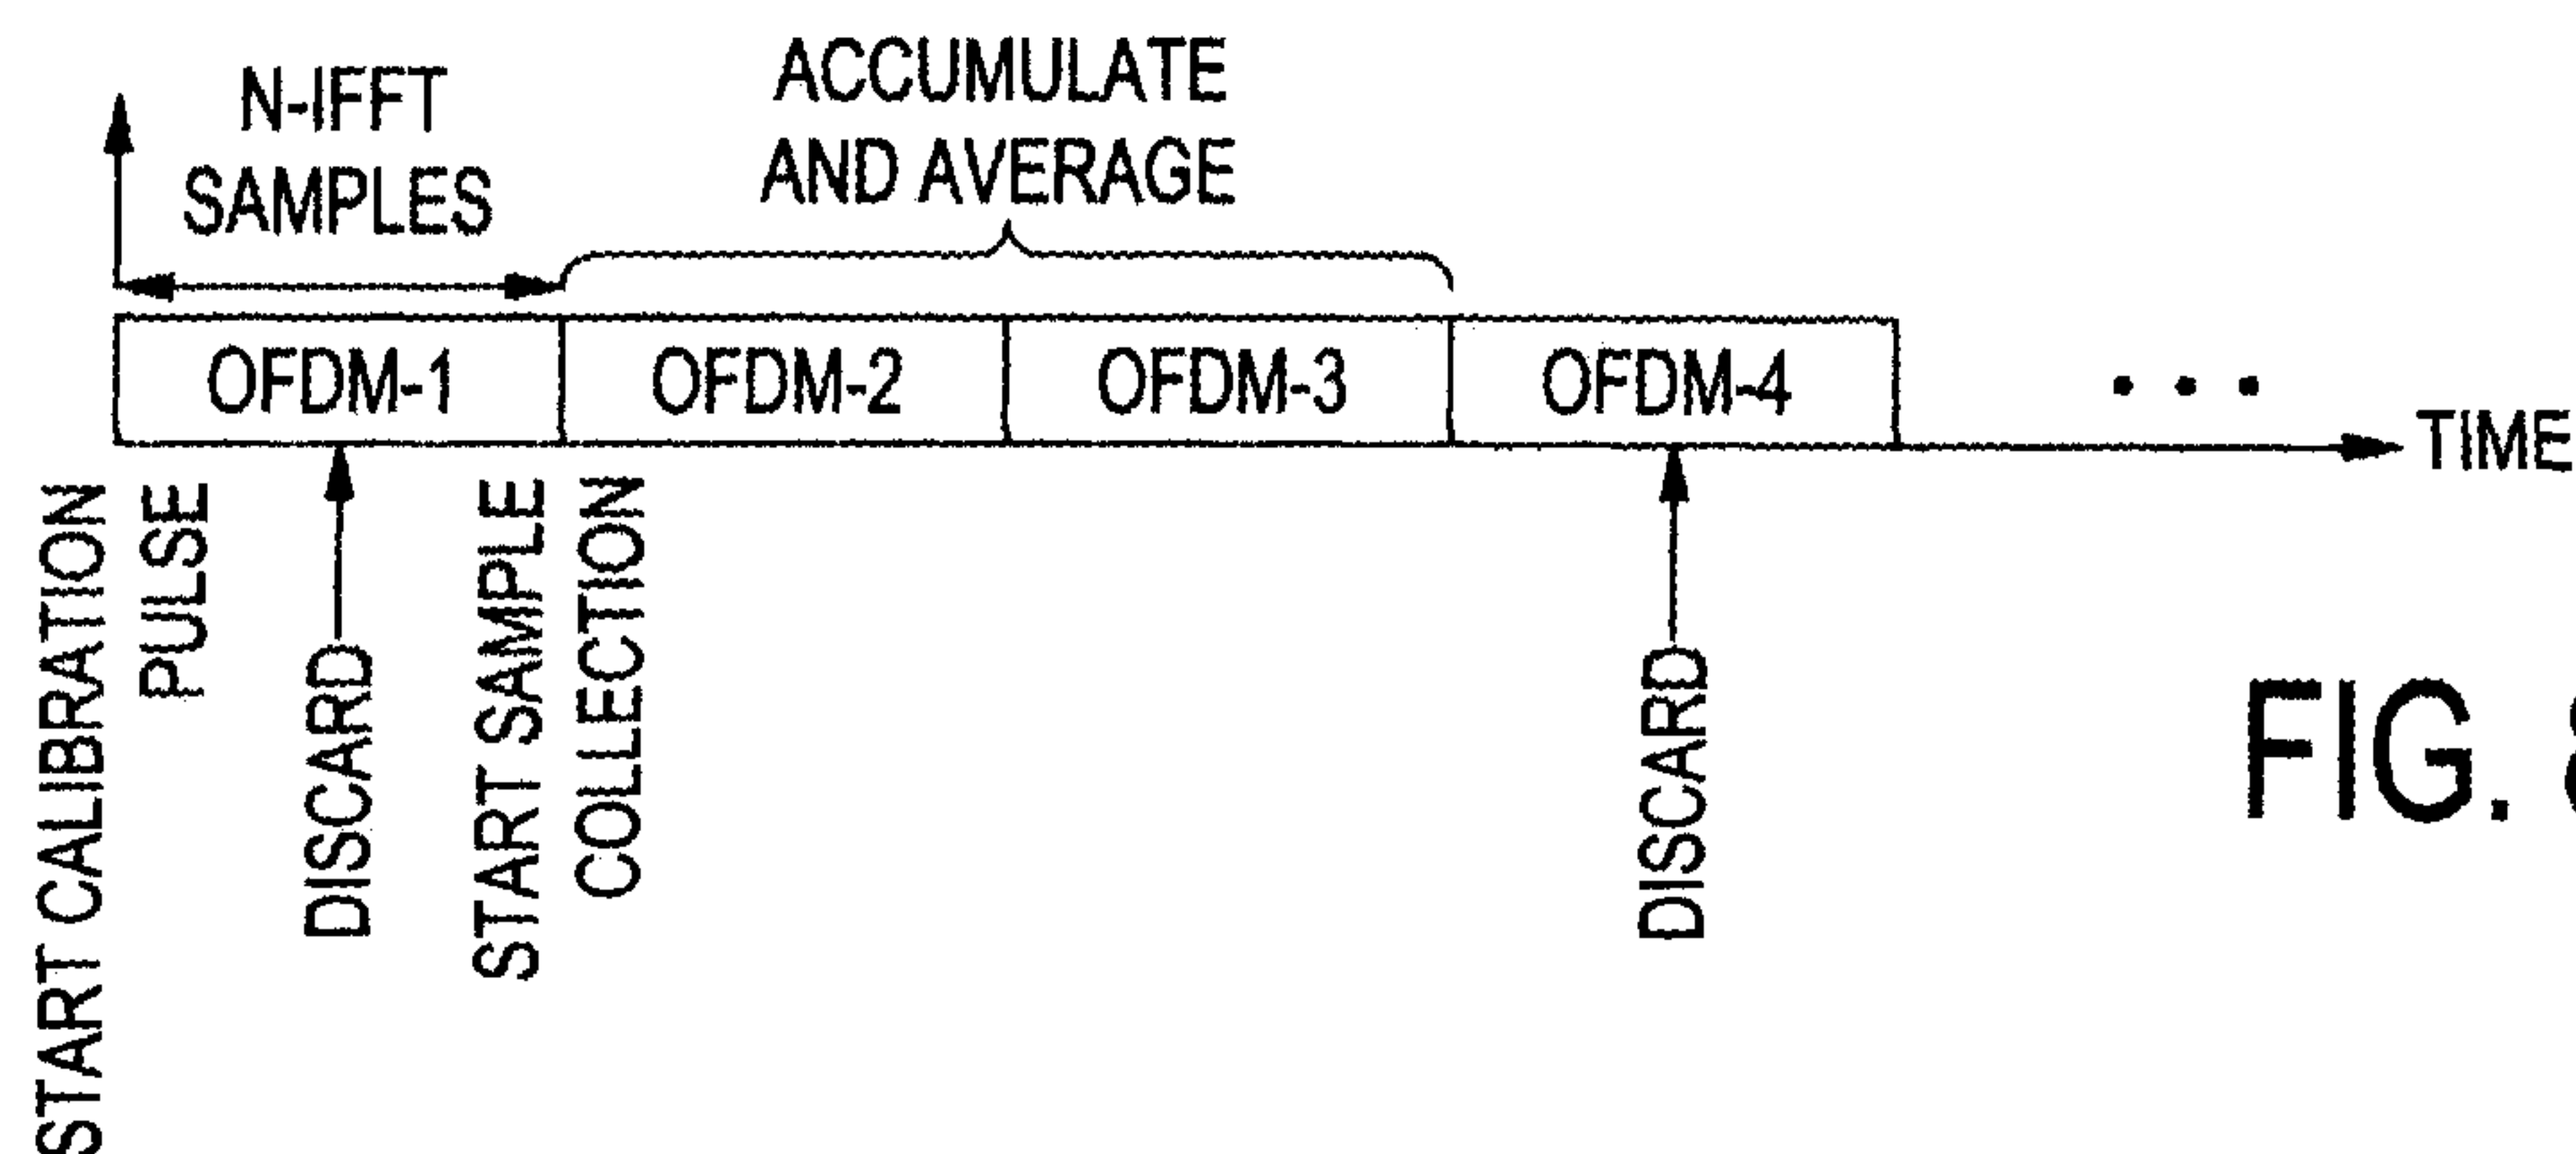 N-IFFT
SAMPLES
ACCUMULATE
AND AVERAGE
OFDM-1
OFDM-2
OFDM-3
OFDM-4
• • •
TIME
START CALIBRATION
PULSE
DISCARD
START SAMPLE
COLLECTION
DISCARD
FIG.